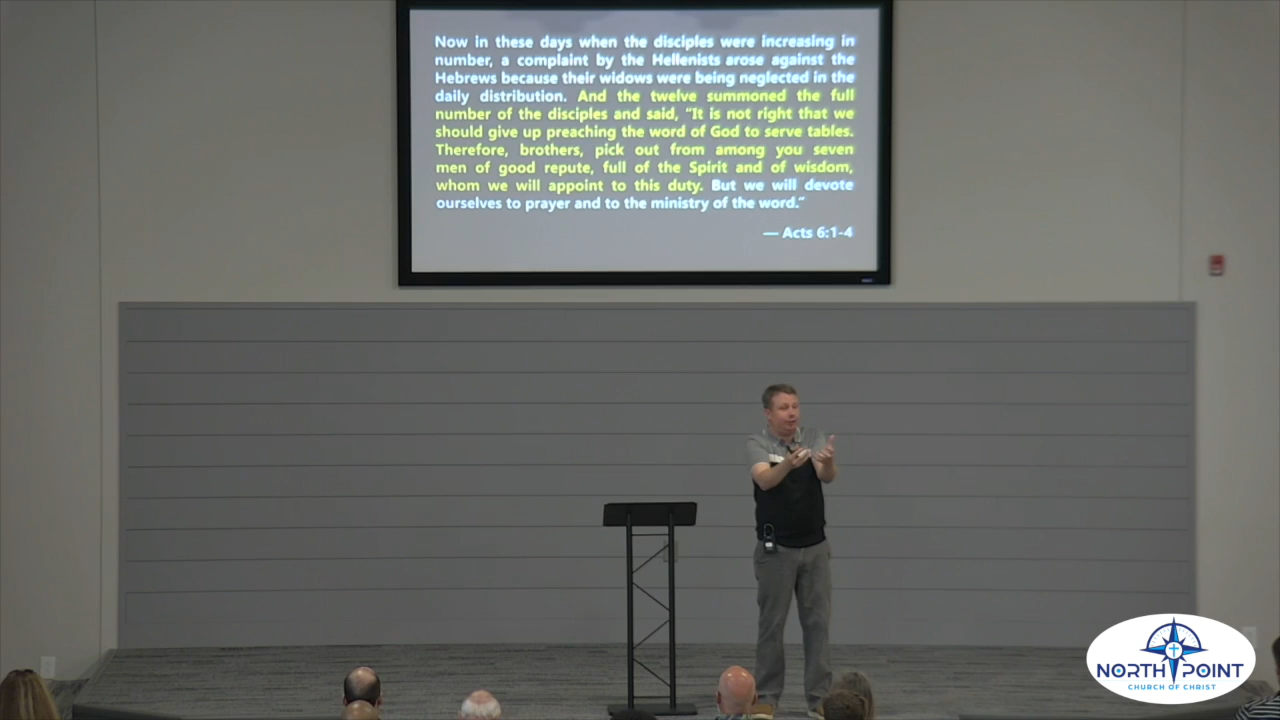 Now in these days when the disciples were increasing in
number, a complaint by the Hellenists arose against the
Hebrews because their widows were being neglected in the
daily distribution. And the twelve summoned the full
number of the disciples and said, "It is not right that we
should give up preaching the word of God to serve tables.
Therefore, brothers, pick out from among you seven
men of good repute, full of the Spirit and of wisdom,
whom we will appoint to this duty. But we will devote
ourselves to prayer and to the ministry of the word."
— Acts 6:1-4
NORTH POINT
CHURCH OF CHRIST